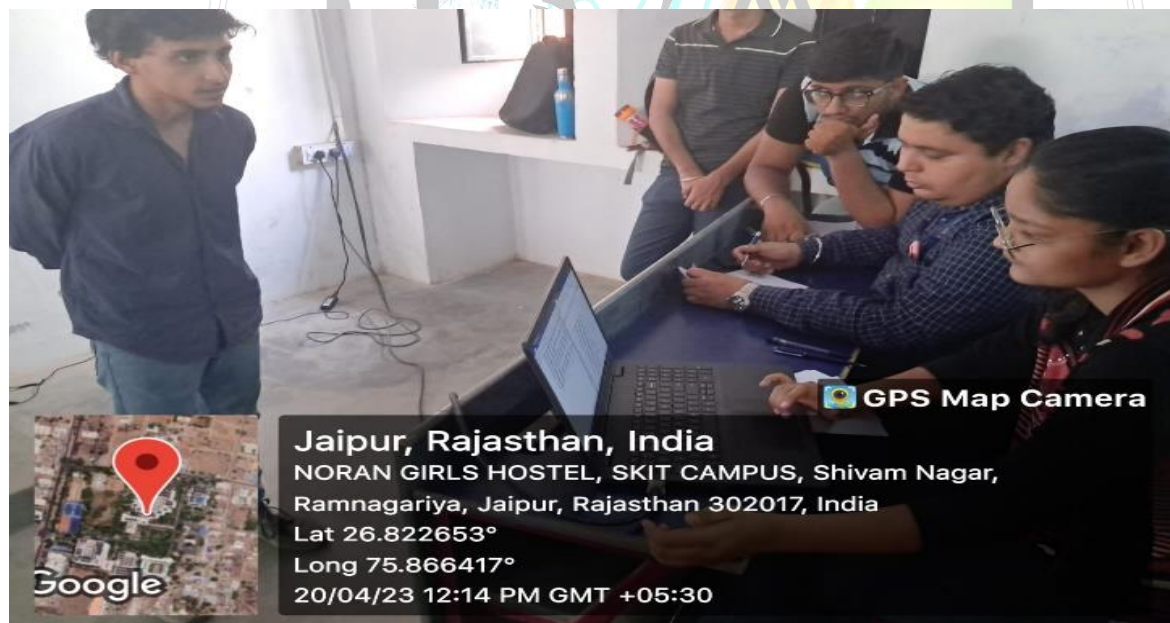 GPS Map Camera
Jaipur, Rajasthan, India
NORAN GIRLS HOSTEL, SKIT CAMPUS, Shivam Nagar,
Ramnagariya, Jaipur, Rajasthan 302017, India
Lat 26.822653°
Long 75.866417°
20/04/23 12:14 PM GMT +05:30
Google